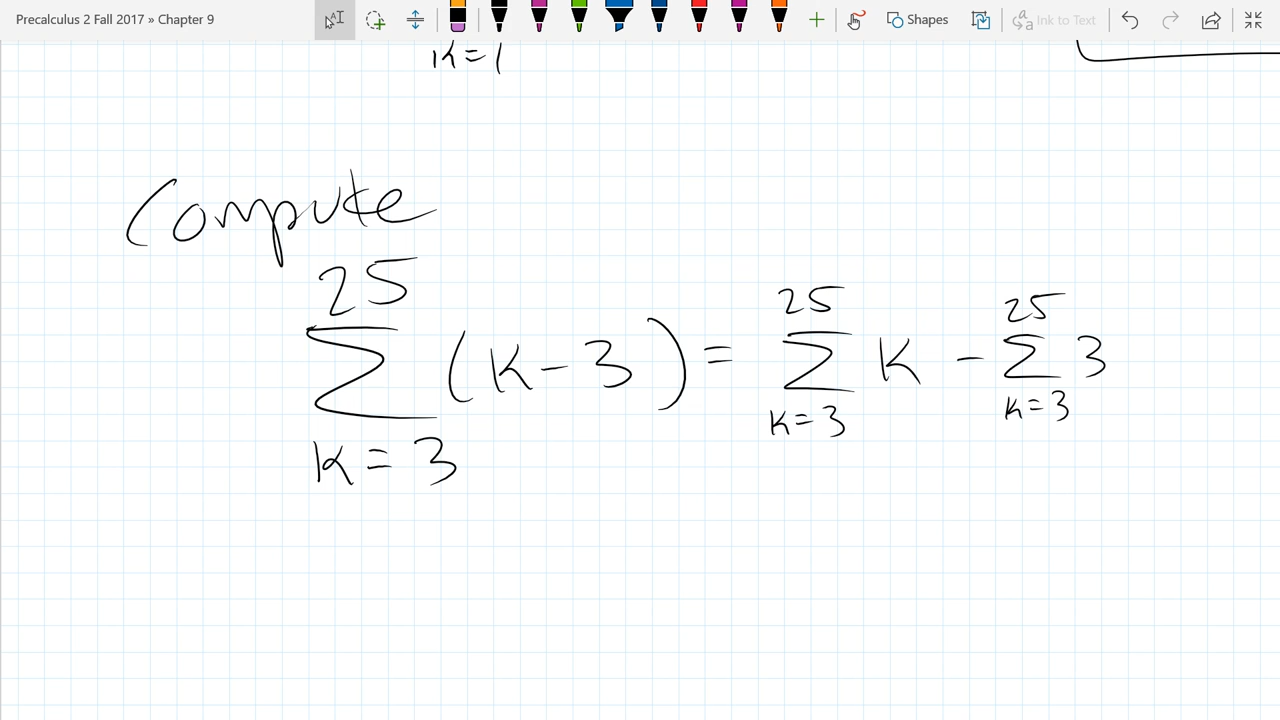 Precalculus 2 Fall 2017 » Chapter 9
Shapes
Ink to Text
K=1
Compute
25 25 25
∑ (K-3) = ∑ K - ∑ 3
K=3 K=3 K=3